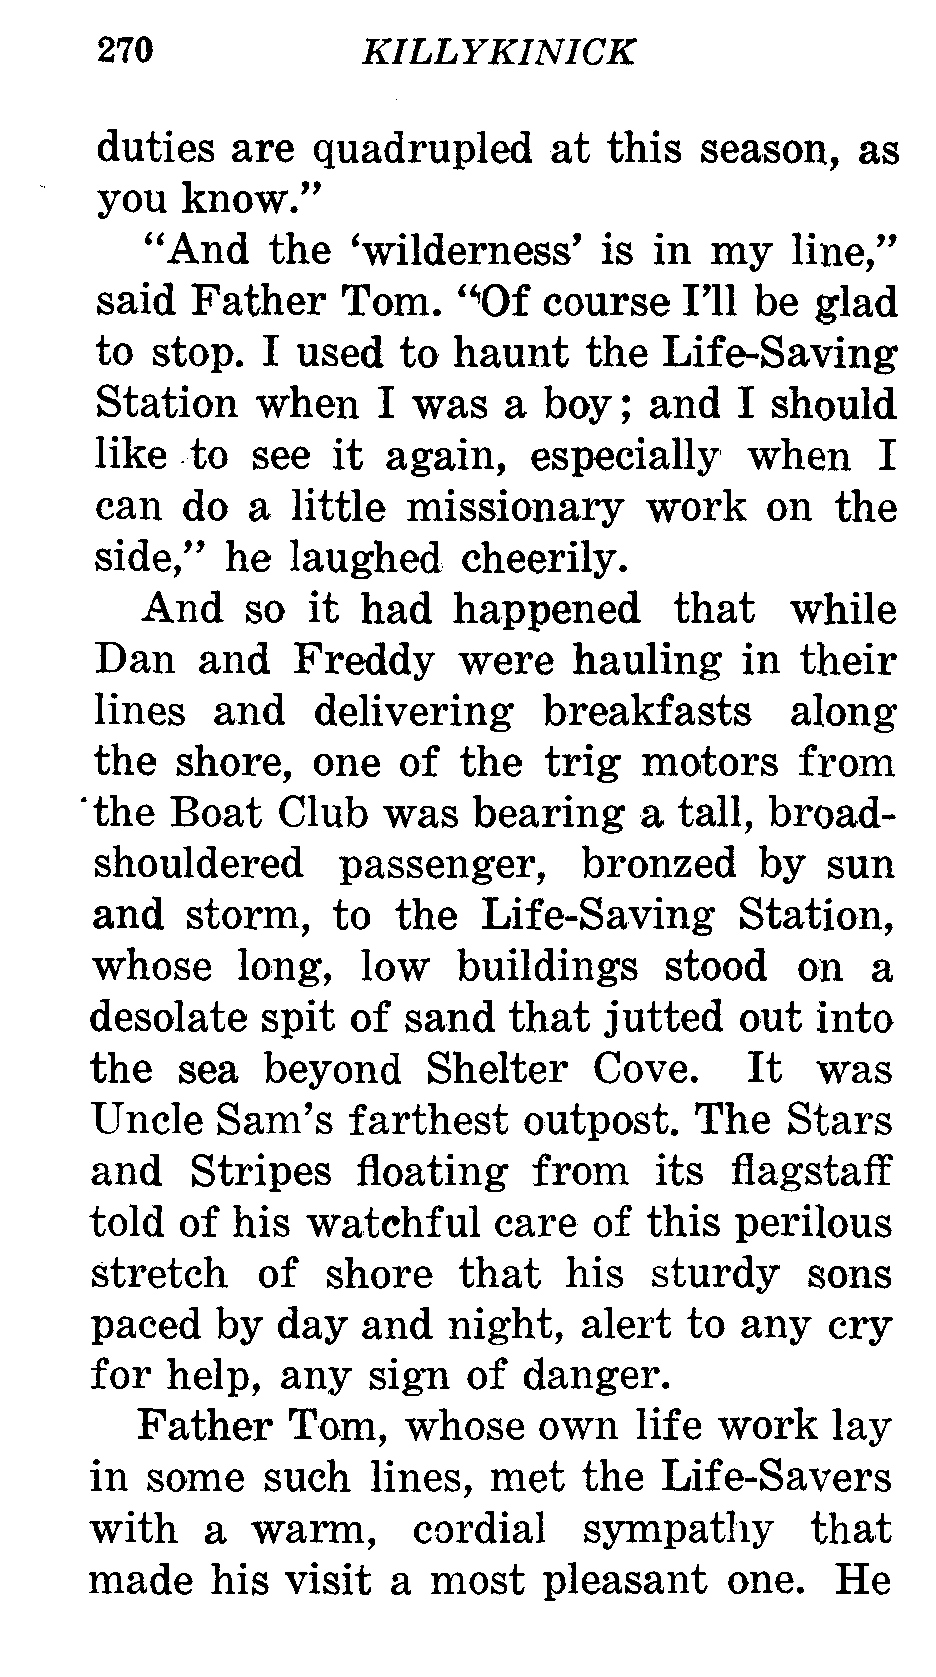 270 KILLYKINICK
duties are quadrupled at this season, as
you know."
"And the 'wilderness' is in my line,"
said Father Tom. "Of course I'll be glad
to stop. I used to haunt the Life-Saving
Station when I was a boy; and I should
like to see it again, especially when I
can do a little missionary work on the
side," he laughed cheerily.
And so it had happened that while
Dan and Freddy were hauling in their
lines and delivering breakfasts along
the shore, one of the trig motors from
the Boat Club was bearing a tall, broad-
shouldered passenger, bronzed by sun
and storm, to the Life-Saving Station,
whose long, low buildings stood on a
desolate spit of sand that jutted out into
the sea beyond Shelter Cove. It was
Uncle Sam's farthest outpost. The Stars
and Stripes floating from its flagstaff
told of his watchful care of this perilous
stretch of shore that his sturdy sons
paced by day and night, alert to any cry
for help, any sign of danger.
Father Tom, whose own life work lay
in some such lines, met the Life-Savers
with a warm, cordial sympathy that
made his visit a most pleasant one. He